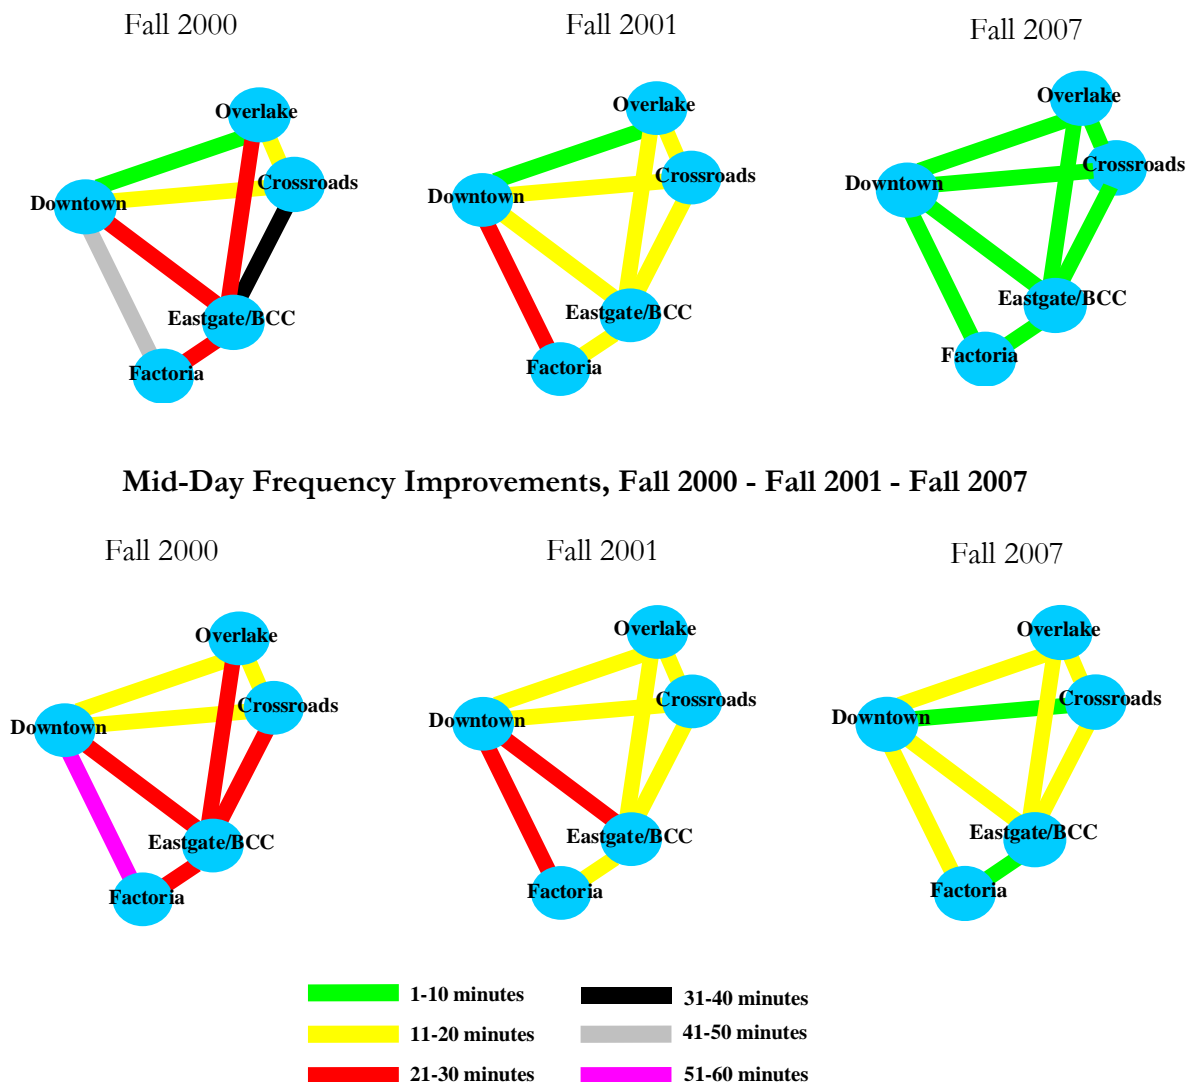 Fall 2000
Fall 2001
Fall 2007
Overlake
Crossroads
Downtown
Eastgate/BCC
Factoria
Overlake
Crossroads
Downtown
Eastgate/BCC
Factoria
Overlake
Crossroads
Downtown
Eastgate/BCC
Factoria
Mid-Day Frequency Improvements, Fall 2000 - Fall 2001 - Fall 2007
Fall 2000
Fall 2001
Fall 2007
Overlake
Crossroads
Downtown
Eastgate/BCC
Factoria
Overlake
Crossroads
Downtown
Eastgate/BCC
Factoria
Overlake
Crossroads
Downtown
Eastgate/BCC
Factoria
1-10 minutes
11-20 minutes
21-30 minutes
31-40 minutes
41-50 minutes
51-60 minutes